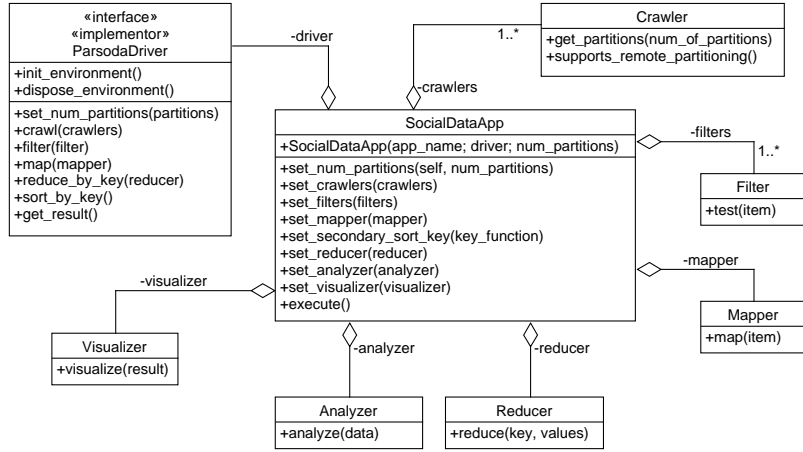 «interface»
«implementor»
ParsodaDriver
+init_environment()
+dispose_environment()
+set_num_partitions(partitions)
+crawl(crawlers)
+filter(filter)
+map(mapper)
+reduce_by_key(reducer)
+sort_by_key()
+get_result()
-driver
Crawler
+get_partitions(num_of_partitions)
+supports_remote_partitioning()
1..*
-crawlers
SocialDataApp
+SocialDataApp(app_name; driver; num_partitions)
+set_num_partitions(self, num_partitions)
+set_crawlers(crawlers)
+set_filters(filters)
+set_mapper(mapper)
+set_secondary_sort_key(key_function)
+set_reducer(reducer)
+set_analyzer(analyzer)
+set_visualizer(visualizer)
+execute()
-filters
1..*
Filter
+test(item)
-mapper
Mapper
+map(item)
-visualizer
Visualizer
+visualize(result)
-analyzer
Analyzer
+analyze(data)
-reducer
Reducer
+reduce(key, values)